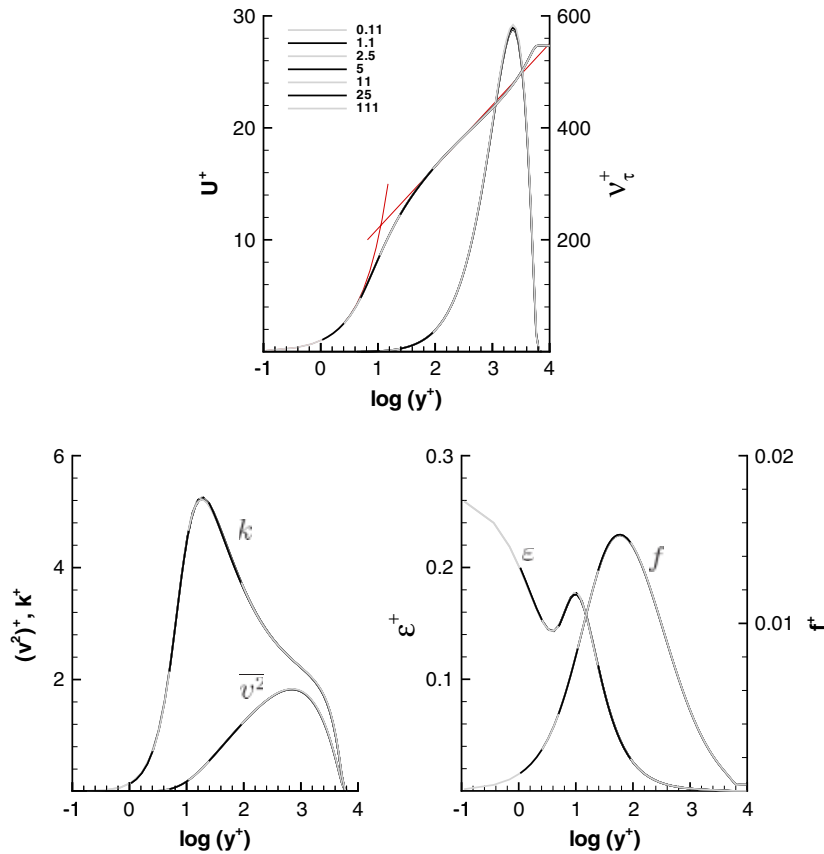 30
20
10
U+
600
400
200
ν+τ
0.11
1.1
2.5
5
11
25
111
-1 0 1 2 3 4
log (y+)
6
4
2
(v2)+, k+
k
v2
-1 0 1 2 3 4
log (y+)
0.3
0.2
0.1
ε+
0.02
0.01
f+
ε
f
-1 0 1 2 3 4
log (y+)